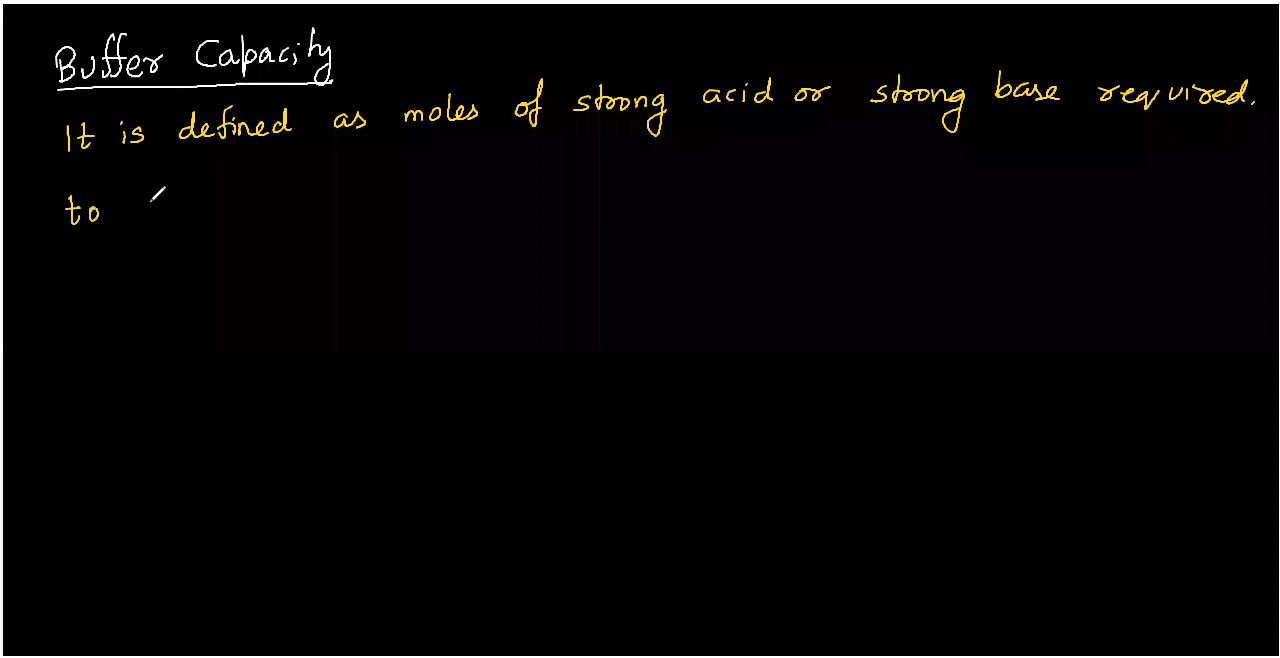 Buffer Capacity
It is defined as moles of strong acid or strong base required.
to